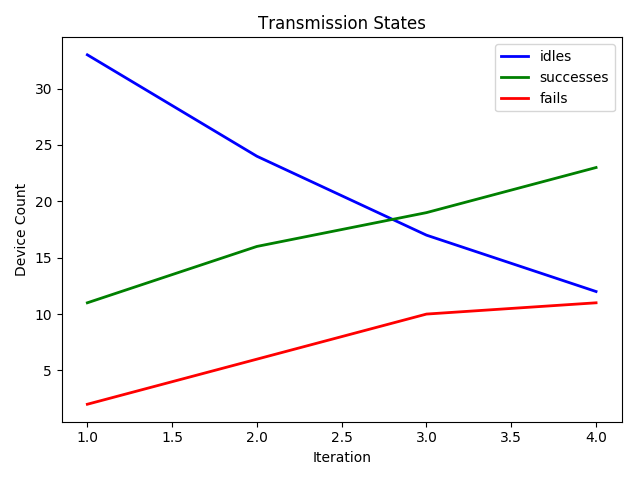 Transmission States
idles
successes
fails
Device Count
30
25
20
15
10
5
1.0 1.5 2.0 2.5 3.0 3.5 4.0
Iteration